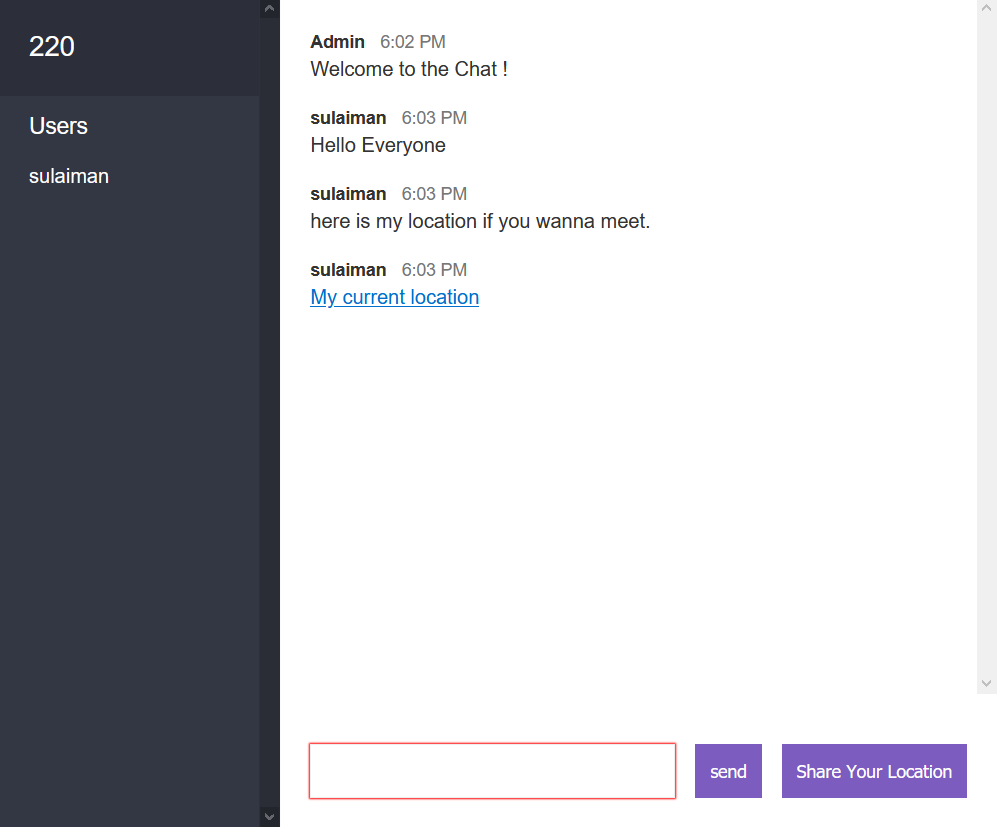 220
Users
sulaiman
Admin 6:02 PM
Welcome to the Chat !
sulaiman 6:03 PM
Hello Everyone
sulaiman 6:03 PM
here is my location if you wanna meet.
sulaiman 6:03 PM
My current location
send
Share Your Location